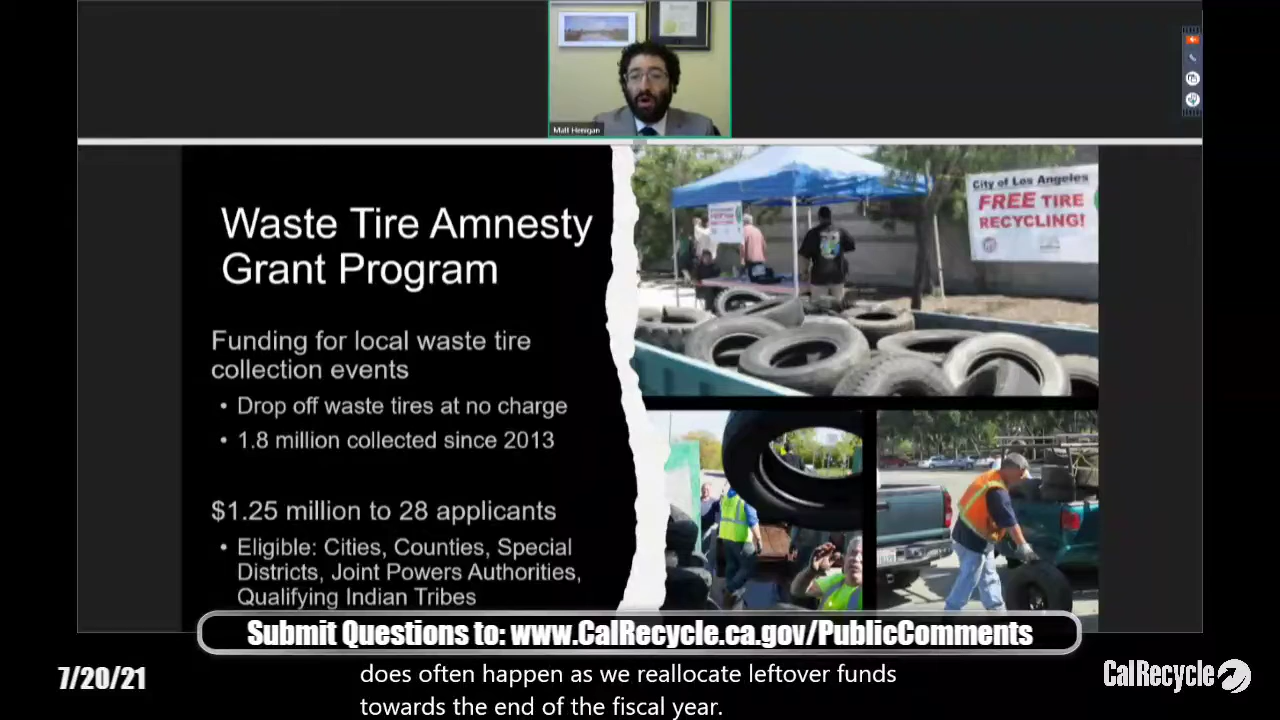 Matt Henigan
Waste Tire Amnesty
Grant Program
Funding for local waste tire
collection events
• Drop off waste tires at no charge
• 1.8 million collected since 2013
$1.25 million to 28 applicants
• Eligible: Cities, Counties, Special
Districts, Joint Powers Authorities,
Qualifying Indian Tribes
City of Los Angeles
FREE TIRE
RECYCLING!
Submit Questions to: www.CalRecycle.ca.gov/PublicComments
does often happen as we reallocate leftover funds
towards the end of the fiscal year.
7/20/21
CalRecycle